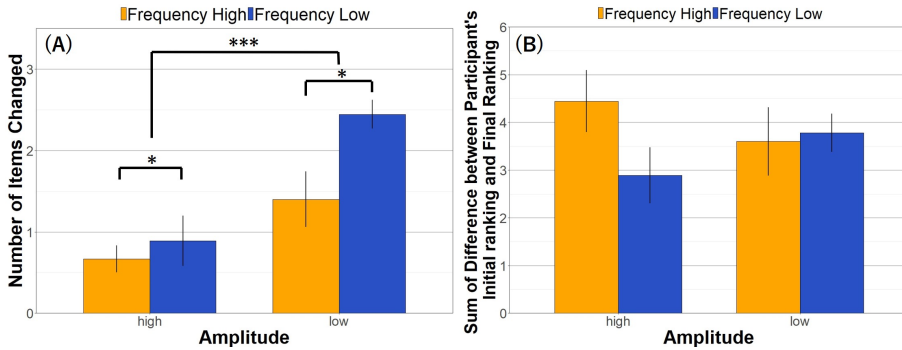 Frequency High Frequency Low
(A)
***
*
*
Number of Items Changed
3
2
1
0
high low
Amplitude
Frequency High Frequency Low
(B)
Sum of Difference between Participant's
Initial ranking and Final Ranking
6
5
4
3
2
1
0
high low
Amplitude